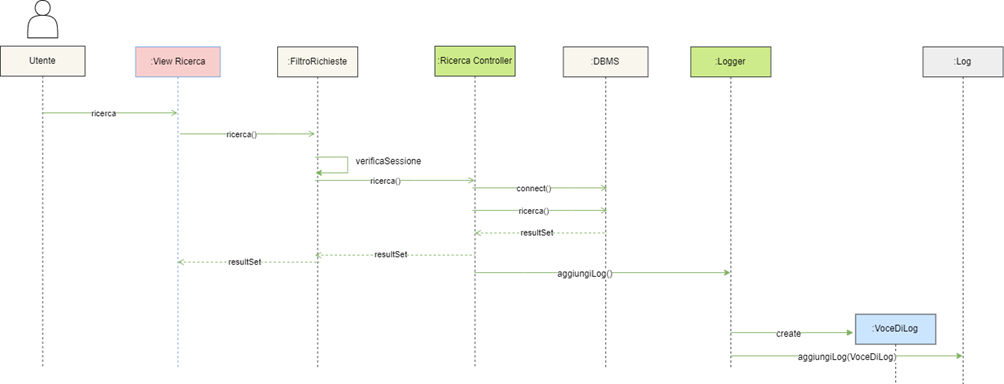 Utente
:View Ricerca
:FiltroRichieste
:Ricerca Controller
:DBMS
:Logger
:Log
ricerca
ricerca()
verificaSessione
ricerca()
connect()
ricerca()
resultSet
resultSet
resultSet
aggiungiLog()
:VoceDiLog
create
aggiungiLog(VoceDiLog)